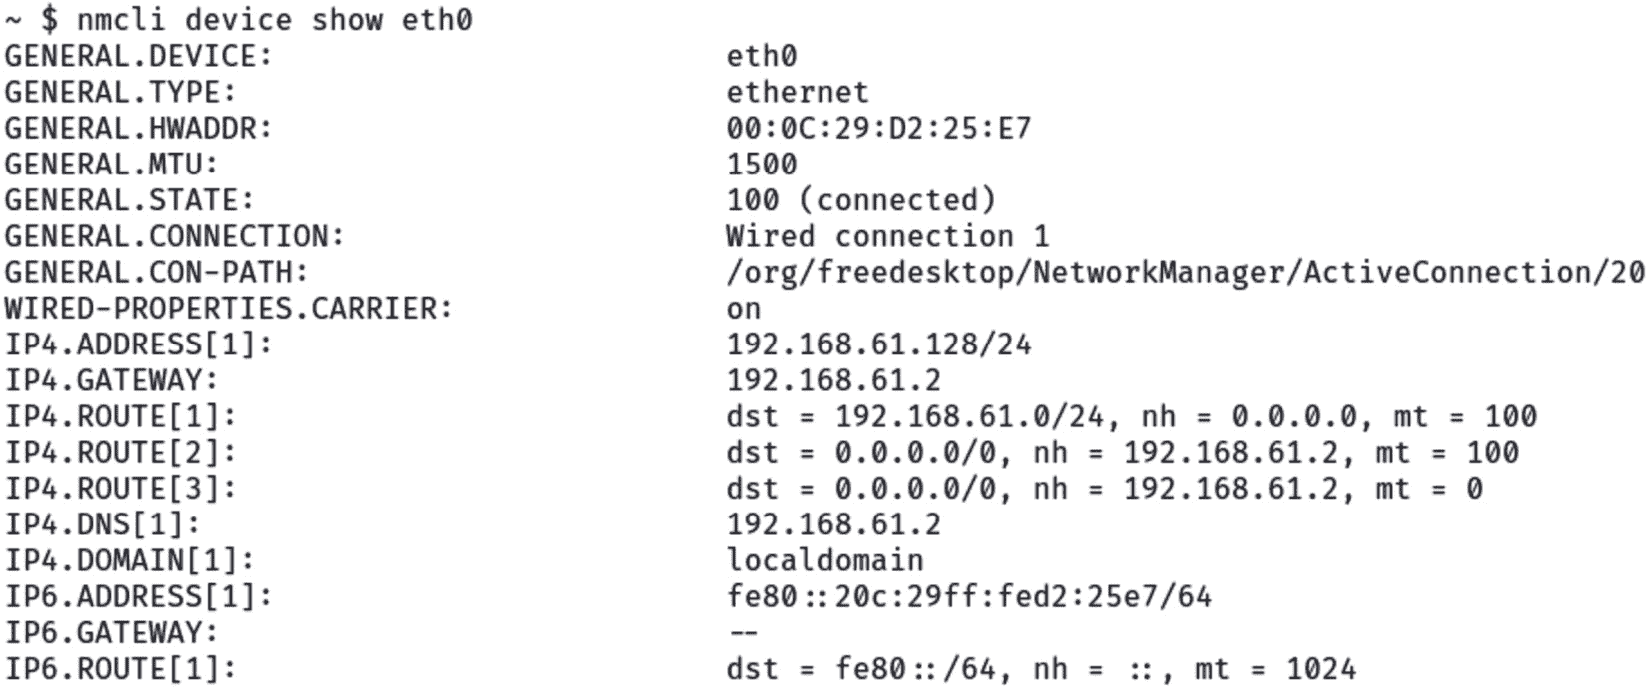 ~ $ nmcli device show eth0
GENERAL.DEVICE: eth0
GENERAL.TYPE: ethernet
GENERAL.HWADDR: 00:0C:29:D2:25:E7
GENERAL.MTU: 1500
GENERAL.STATE: 100 (connected)
GENERAL.CONNECTION: Wired connection 1
GENERAL.CON-PATH: /org/freedesktop/NetworkManager/ActiveConnection/20
WIRED-PROPERTIES.CARRIER: on
IP4.ADDRESS[1]: 192.168.61.128/24
IP4.GATEWAY: 192.168.61.2
IP4.ROUTE[1]: dst = 192.168.61.0/24, nh = 0.0.0.0, mt = 100
IP4.ROUTE[2]: dst = 0.0.0.0/0, nh = 192.168.61.2, mt = 100
IP4.ROUTE[3]: dst = 0.0.0.0/0, nh = 192.168.61.2, mt = 0
IP4.DNS[1]: 192.168.61.2
IP4.DOMAIN[1]: localdomain
IP6.ADDRESS[1]: fe80::20c:29ff:fed2:25e7/64
IP6.GATEWAY: --
IP6.ROUTE[1]: dst = fe80::/64, nh = ::, mt = 1024